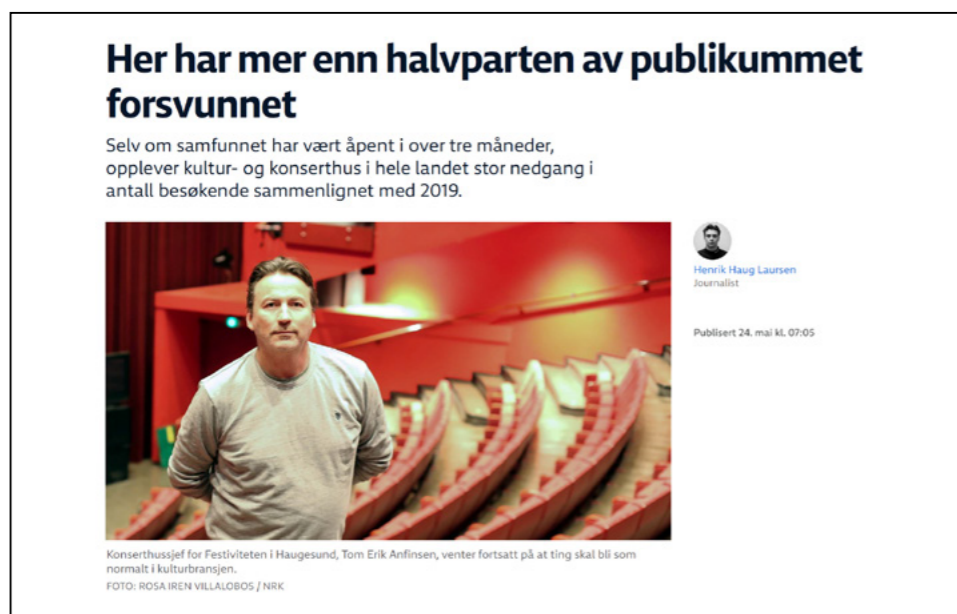 Her har mer enn halvparten av publikummet
forsvunnet
Selv om samfunnet har vært åpent i over tre måneder,
opplever kultur- og konserthus i hele landet stor nedgang i
antall besøkende sammenlignet med 2019.
Henrik Haug Laursen
Journalist
Publisert 24. mai kl. 07:05
Konserthussjef for Festiviteten i Haugesund, Tom Erik Anfinsen, venter fortsatt på at ting skal bli som
normalt i kulturbransjen.
FOTO: ROSA IREN VILLALOBOS / NRK